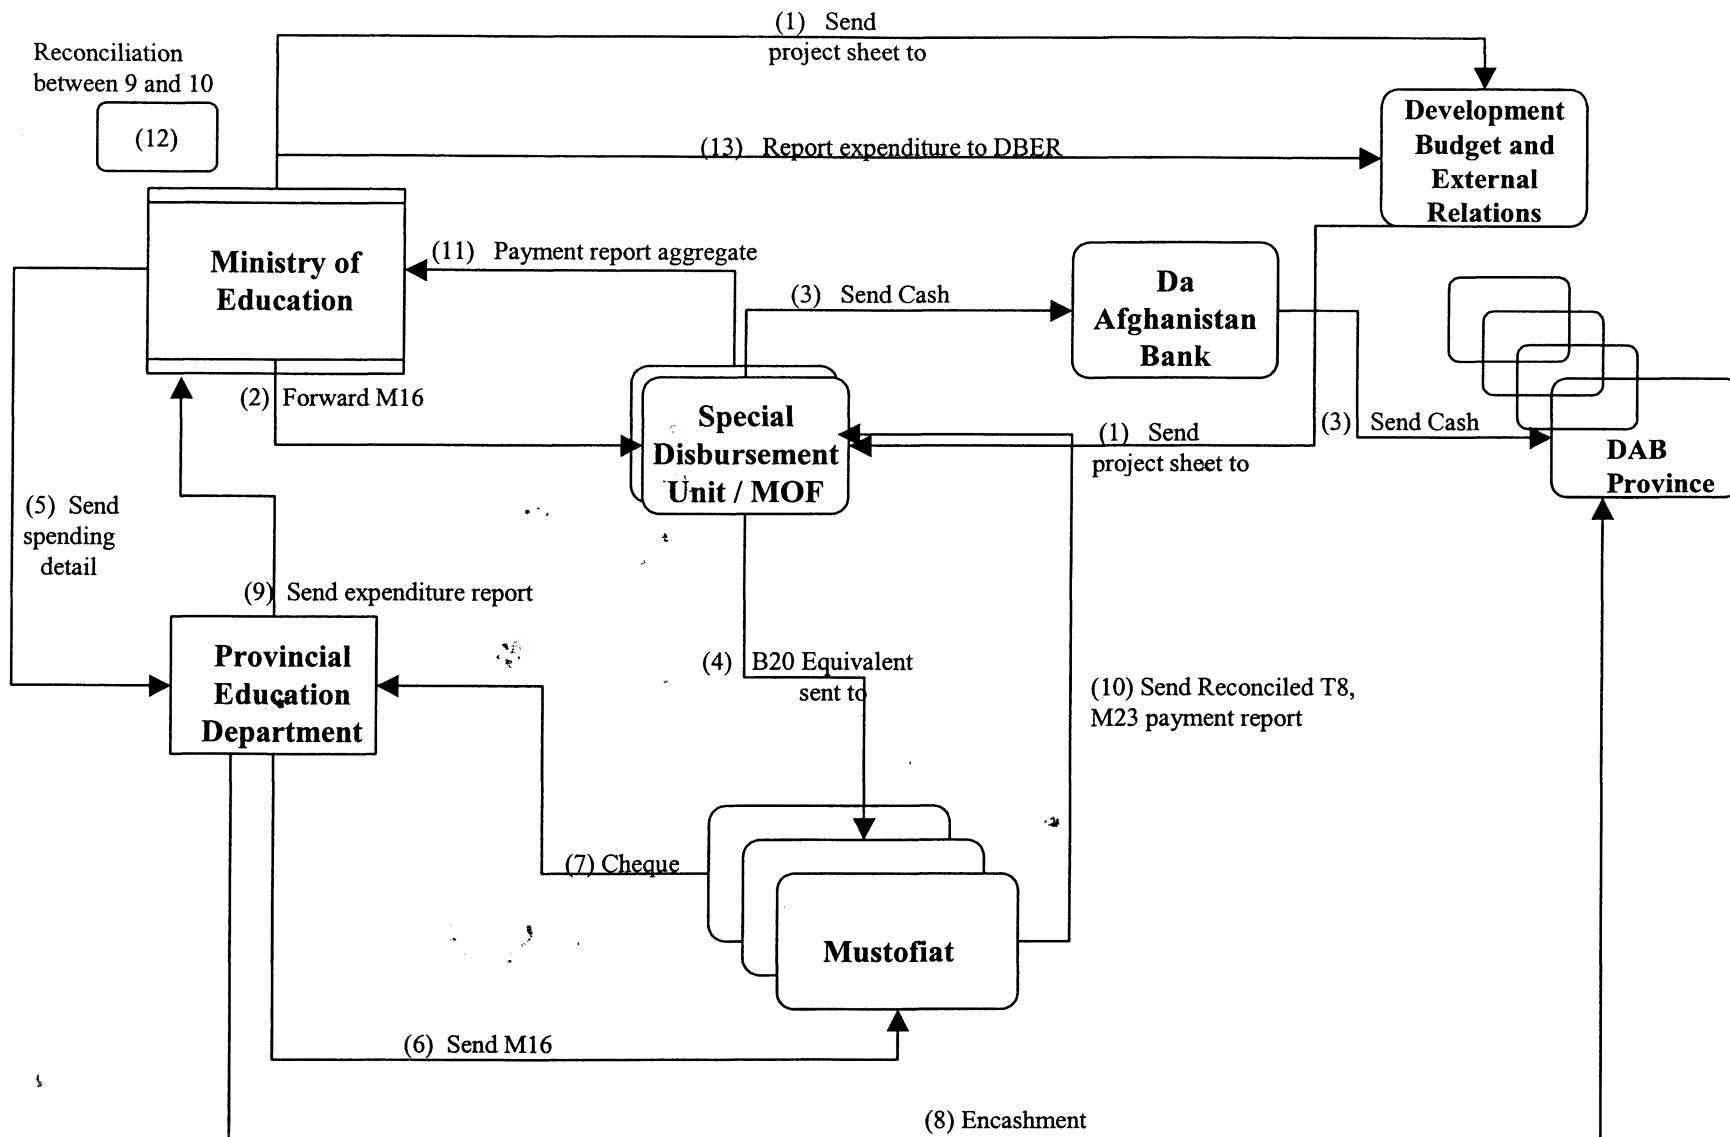 (1) Send
project sheet to
Reconciliation
between 9 and 10
(12)
Development
Budget and
External
Relations
(13) Report expenditure to DBER
Ministry of
Education
(11) Payment report aggregate
(3) Send Cash
Da
Afghanistan
Bank
(2) Forward M16
Special
Disbursement
Unit / MOF
(1) Send
project sheet to
(3) Send Cash
DAB
Province
(5) Send
spending
detail
(9) Send expenditure report
Provincial
Education
Department
(4) B20 Equivalent
sent to
(10) Send Reconciled T8,
M23 payment report
(7) Cheque
Mustofiat
(6) Send M16
(8) Encashment